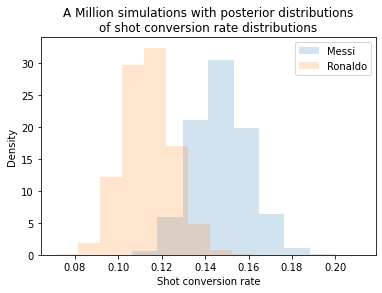 A Million simulations with posterior distributions
of shot conversion rate distributions
Messi
Ronaldo
Density
30
25
20
15
10
5
0
0.08 0.10 0.12 0.14 0.16 0.18 0.20
Shot conversion rate